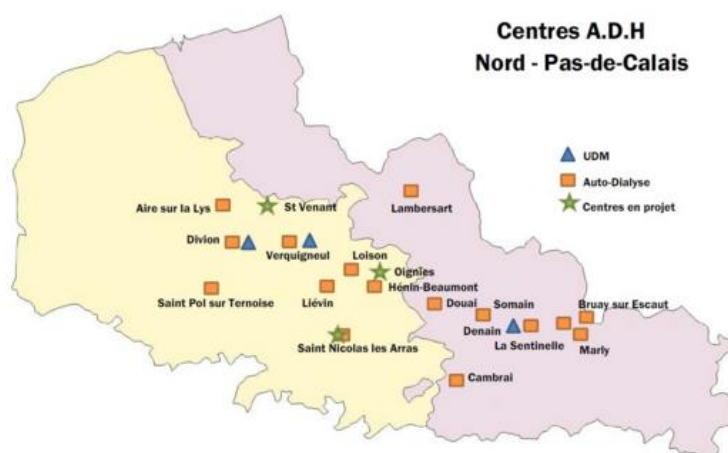 Centres A.D.H
Nord - Pas-de-Calais
UDM
Auto-Dialyse
Centres en projet
Aire sur la Lys
St Venant
Lambersart
Divion
Verquigneul
Loison
Oignies
Saint Pol sur Ternoise
Liévin
Hénin-Beaumont
Douai
Somain
Bruay sur Escaut
Denain
La Sentinelle
Marly
Saint Nicolas les Arras
Cambrai